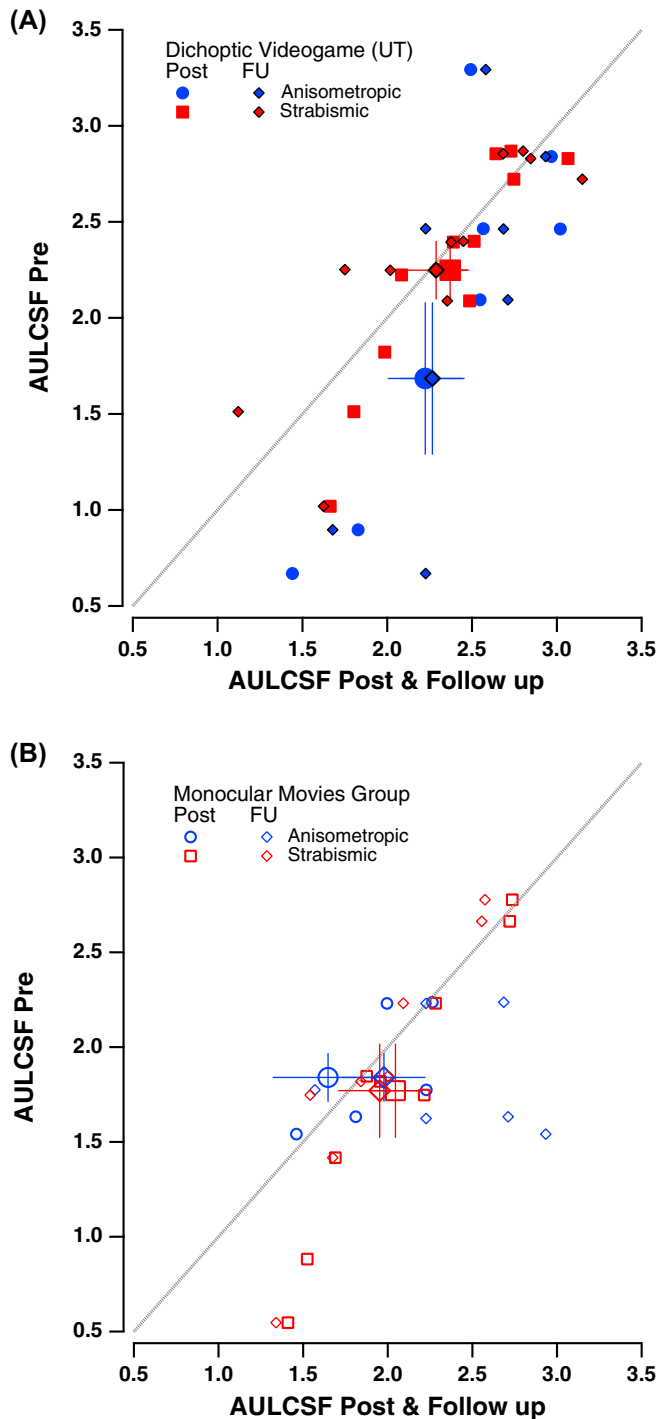 (A)
Dichoptic Videogame (UT)
Post FU
Anisometropic
Strabismic
3.5
3.0
2.5
2.0
1.5
1.0
0.5
AULCSF Pre
0.5 1.0 1.5 2.0 2.5 3.0 3.5
AULCSF Post & Follow up
(B)
Monocular Movies Group
Post FU
Anisometropic
Strabismic
3.5
3.0
2.5
2.0
1.5
1.0
0.5
AULCSF Pre
0.5 1.0 1.5 2.0 2.5 3.0 3.5
AULCSF Post & Follow up